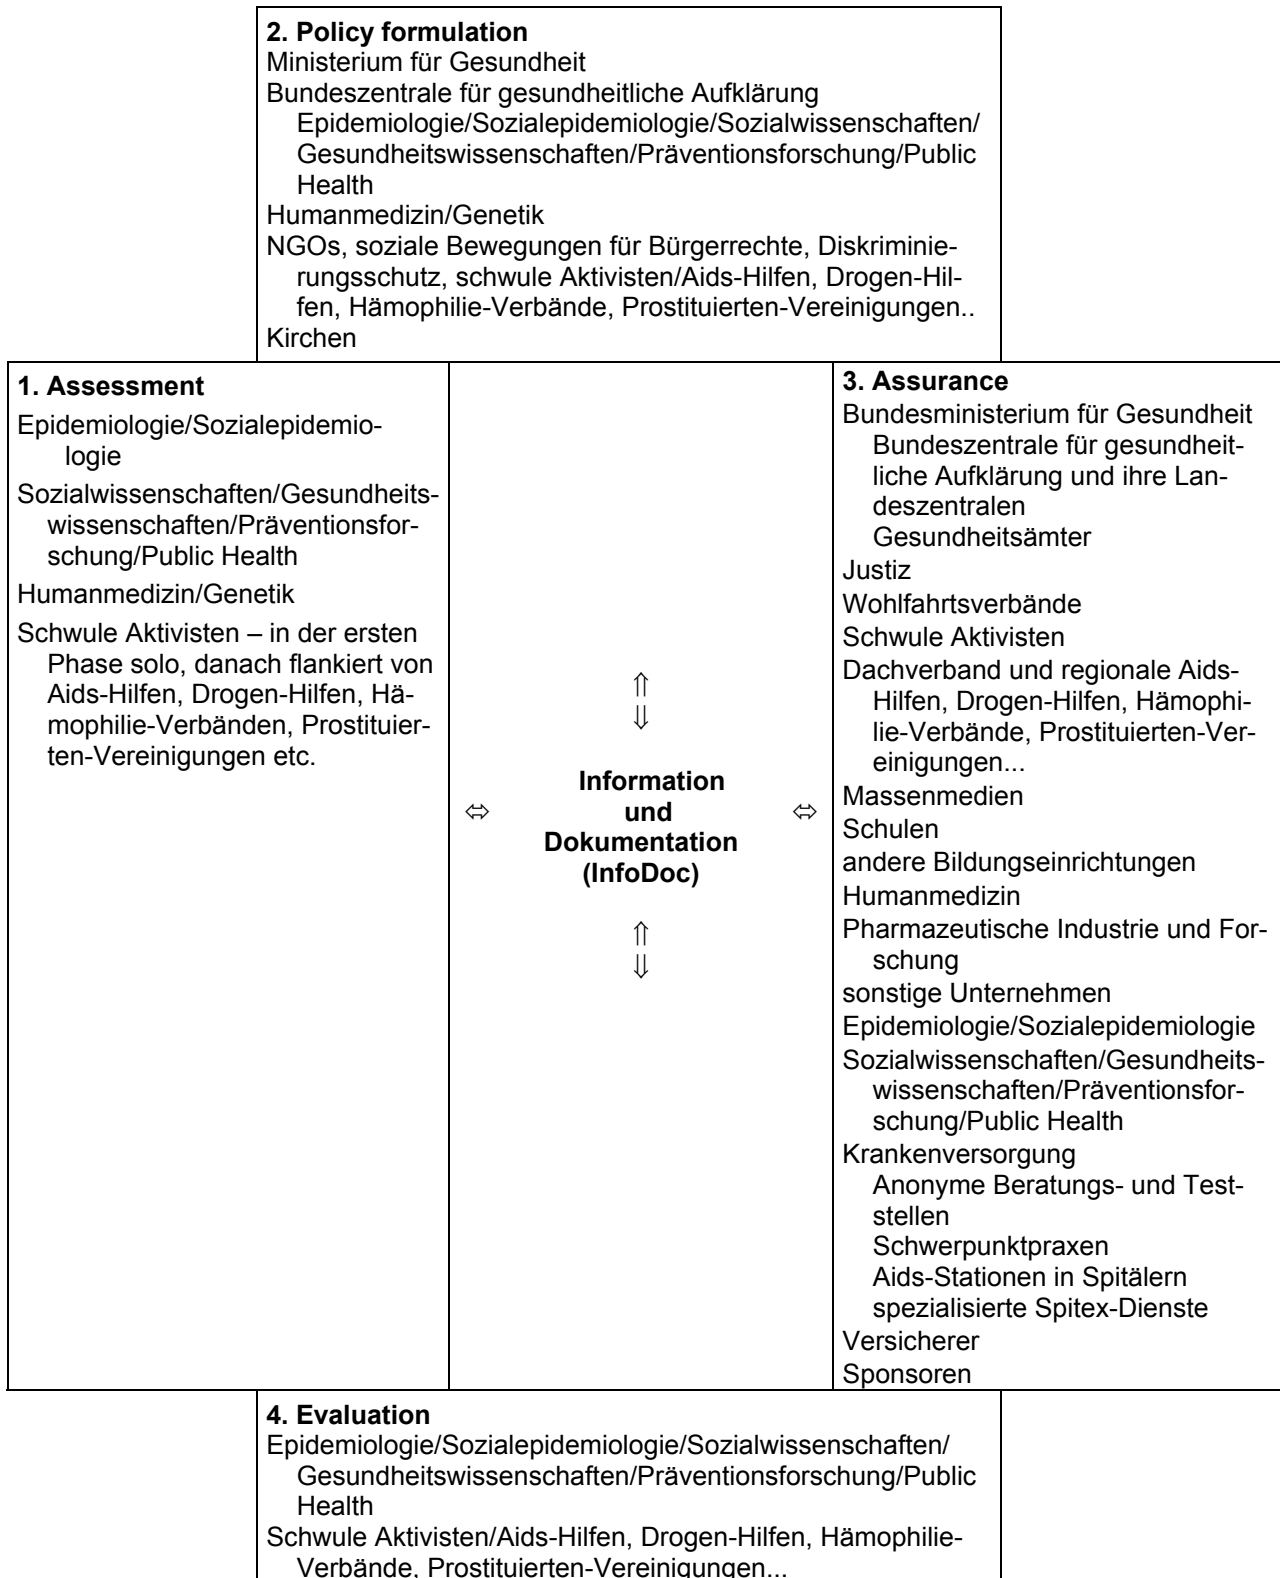 2. Policy formulation
Ministerium für Gesundheit
Bundeszentrale für gesundheitliche Aufklärung
Epidemiologie/Sozialepidemiologie/Sozialwissenschaften/
Gesundheitswissenschaften/Präventionsforschung/Public
Health
Humanmedizin/Genetik
NGOs, soziale Bewegungen für Bürgerrechte, Diskriminie-
rungsschutz, schwule Aktivisten/Aids-Hilfen, Drogen-Hil-
fen, Hämophilie-Verbände, Prostituierten-Vereinigungen..
Kirchen
1. Assessment
Epidemiologie/Sozialepidemio-
logie
Sozialwissenschaften/Gesundheits-
wissenschaften/Präventionsfor-
schung/Public Health
Humanmedizin/Genetik
Schwule Aktivisten – in der ersten
Phase solo, danach flankiert von
Aids-Hilfen, Drogen-Hilfen, Hä-
mophilie-Verbänden, Prostituier-
ten-Vereinigungen etc.
⇑
⇓
Information
⇔ und ⇔
Dokumentation
(InfoDoc)
⇑
⇓
3. Assurance
Bundesministerium für Gesundheit
Bundeszentrale für gesundheit-
liche Aufklärung und ihre Lan-
deszentralen
Gesundheitsämter
Justiz
Wohlfahrtsverbände
Schwule Aktivisten
Dachverband und regionale Aids-
Hilfen, Drogen-Hilfen, Hämophi-
lie-Verbände, Prostituierten-Ver-
einigungen...
Massenmedien
Schulen
andere Bildungseinrichtungen
Humanmedizin
Pharmazeutische Industrie und For-
schung
sonstige Unternehmen
Epidemiologie/Sozialepidemiologie
Sozialwissenschaften/Gesundheits-
wissenschaften/Präventionsfor-
schung/Public Health
Krankenversorgung
Anonyme Beratungs- und Test-
stellen
Schwerpunktpraxen
Aids-Stationen in Spitälern
spezialisierte Spitex-Dienste
Versicherer
Sponsoren
4. Evaluation
Epidemiologie/Sozialepidemiologie/Sozialwissenschaften/
Gesundheitswissenschaften/Präventionsforschung/Public
Health
Schwule Aktivisten/Aids-Hilfen, Drogen-Hilfen, Hämophilie-
Verbände, Prostituierten-Vereinigungen...